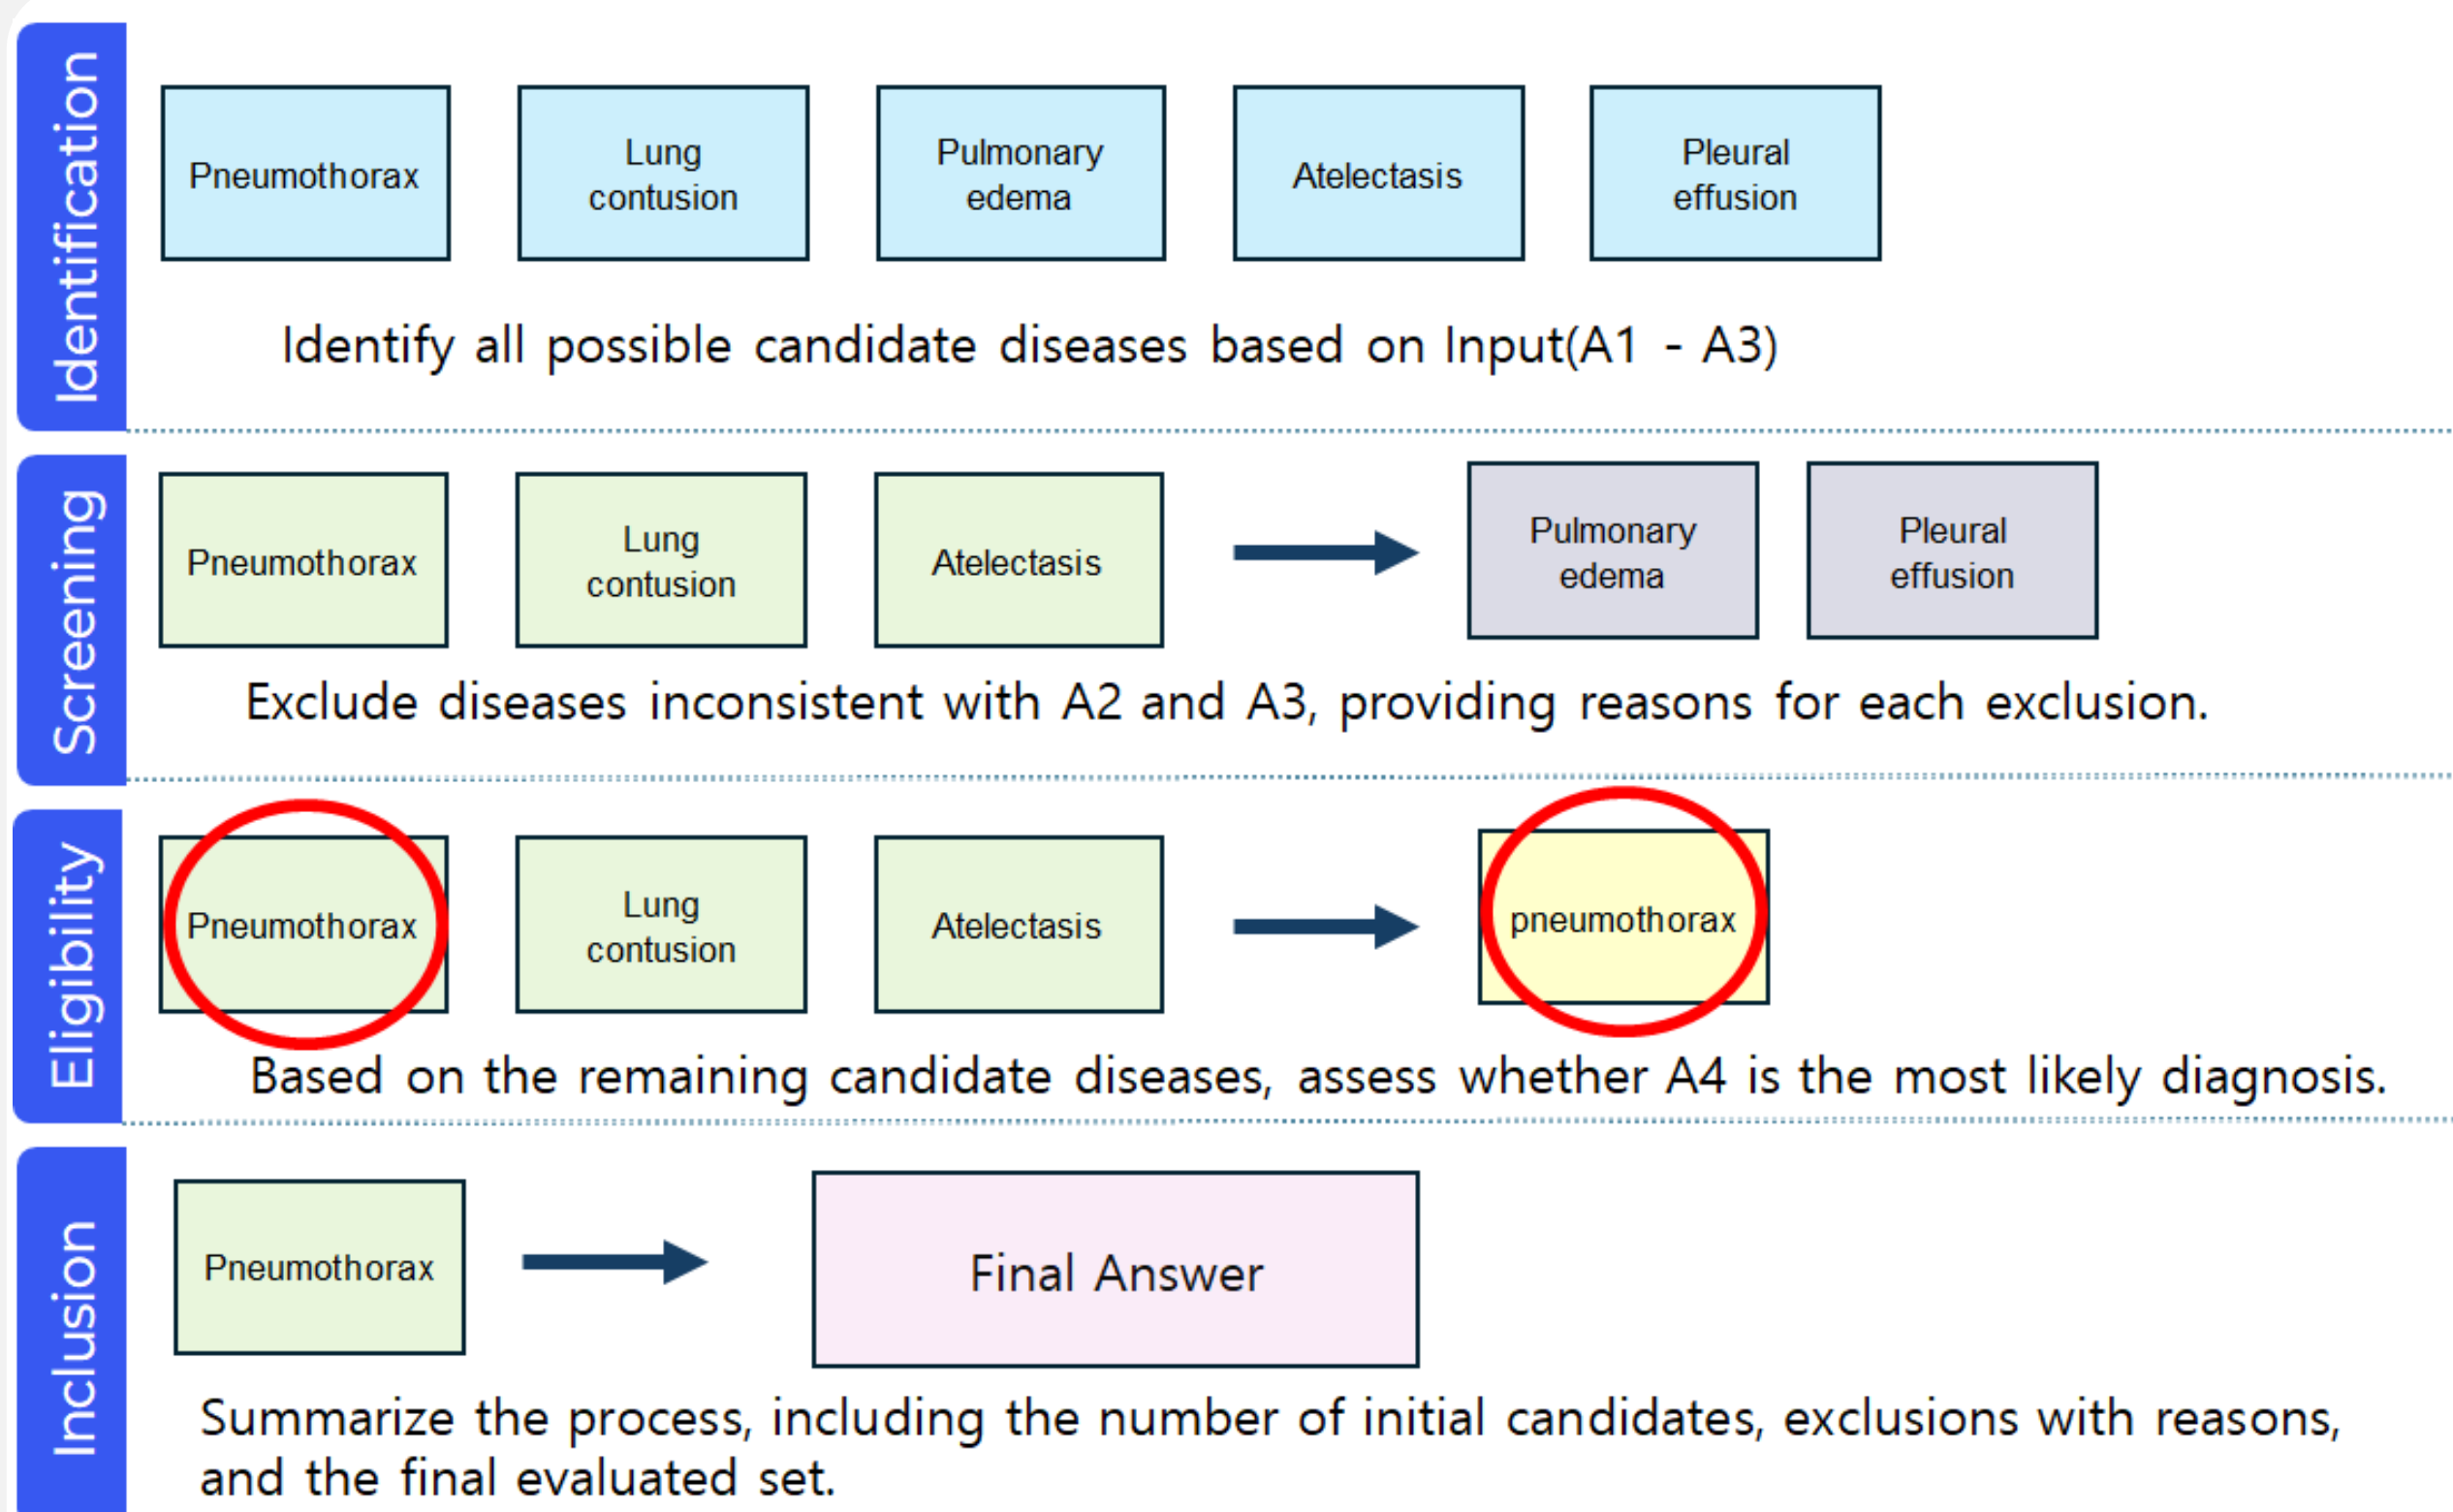 Identification
Pneumothorax
Lung
contusion
Pulmonary
edema
Atelectasis
Pleural
effusion
Identify all possible candidate diseases based on Input(A1 - A3)
Screening
Pneumothorax
Lung
contusion
Atelectasis
Pulmonary
edema
Pleural
effusion
Exclude diseases inconsistent with A2 and A3, providing reasons for each exclusion.
Eligibility
Pneumothorax
Lung
contusion
Atelectasis
pneumothorax
Based on the remaining candidate diseases, assess whether A4 is the most likely diagnosis.
Inclusion
Pneumothorax
Final Answer
Summarize the process, including the number of initial candidates, exclusions with reasons,
and the final evaluated set.